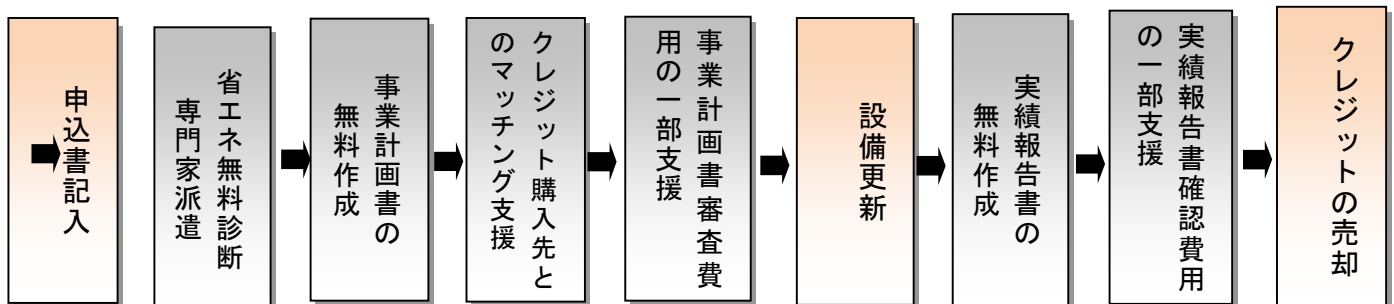 申込書記入
省エネ無料診断
専門家派遣
事業計画書の
無料作成
クレジット購入先と
のマッチング支援
事業計画書審査費
用の一部支援
設備更新
実績報告書の
無料作成
実績報告書確認費用
の一部支援
クレジットの売却